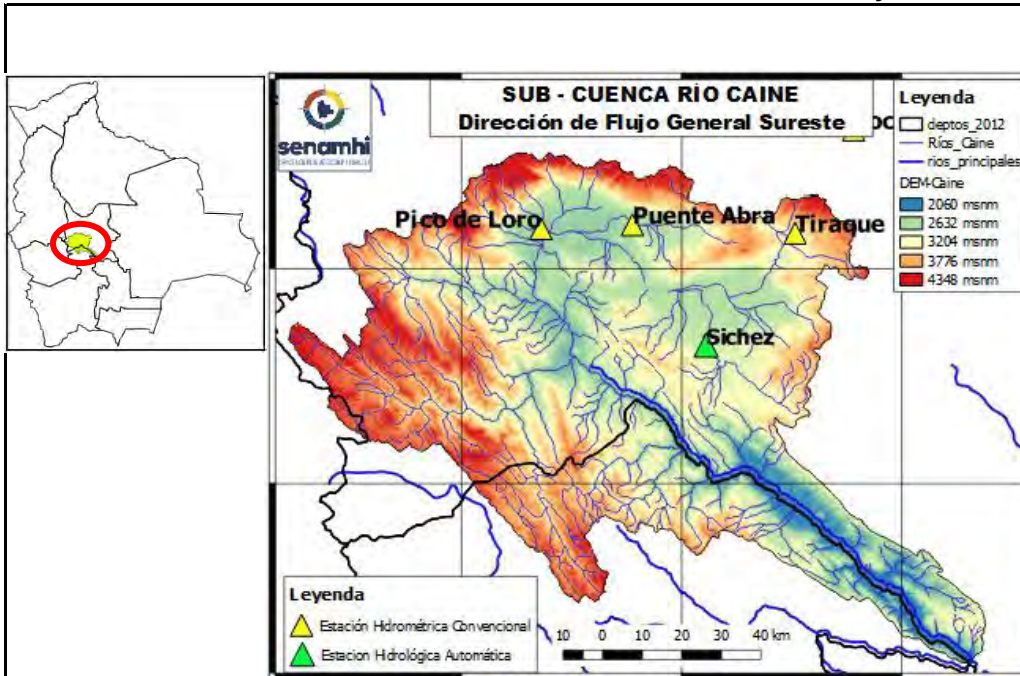 SUB - CUENCA RÍO CAINE
Dirección de Flujo General Sureste
senamhi
Leyenda
deptos_2012
Ríos_Caine
rios_principales
DEM-Caine
2060 msnm
2632 msnm
3204 msnm
3776 msnm
4348 msnm
Pico de Loro
Puente Abra
Tiraque
Sichez
Leyenda
Estación Hidrométrica Convencional
Estacion Hidrológica Automática
10 0 10 20 30 40 km